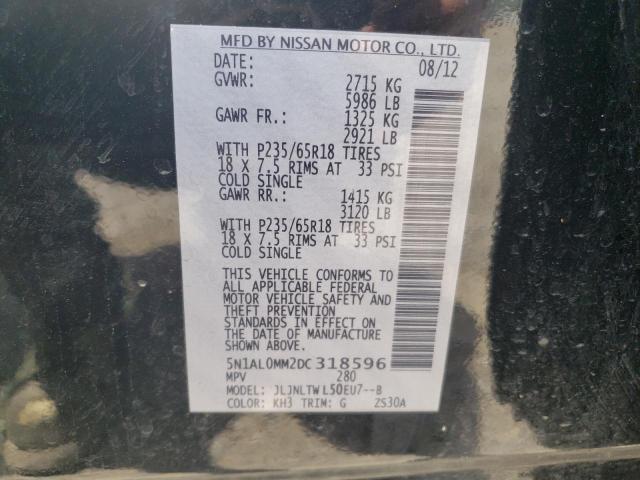 MFD BY NISSAN MOTOR CO., LTD.
DATE: 08/12
GVWR: 2715 KG
5986 LB
GAWR FR.: 1325 KG
2921 LB
WITH P235/65R18 TIRES
18 X 7.5 RIMS AT 33 PSI
COLD SINGLE
GAWR RR.: 1415 KG
3120 LB
WITH P235/65R18 TIRES
18 X 7.5 RIMS AT 33 PSI
COLD SINGLE
THIS VEHICLE CONFORMS TO
ALL APPLICABLE FEDERAL
MOTOR VEHICLE SAFETY AND
THEFT PREVENTION
STANDARDS IN EFFECT ON
THE DATE OF MANUFACTURE
SHOWN ABOVE.
5N1AL0MM2DC318596
MPV 280
MODEL: JLJNLTWL50EU7--B
COLOR: KH3 TRIM: G ZS30A